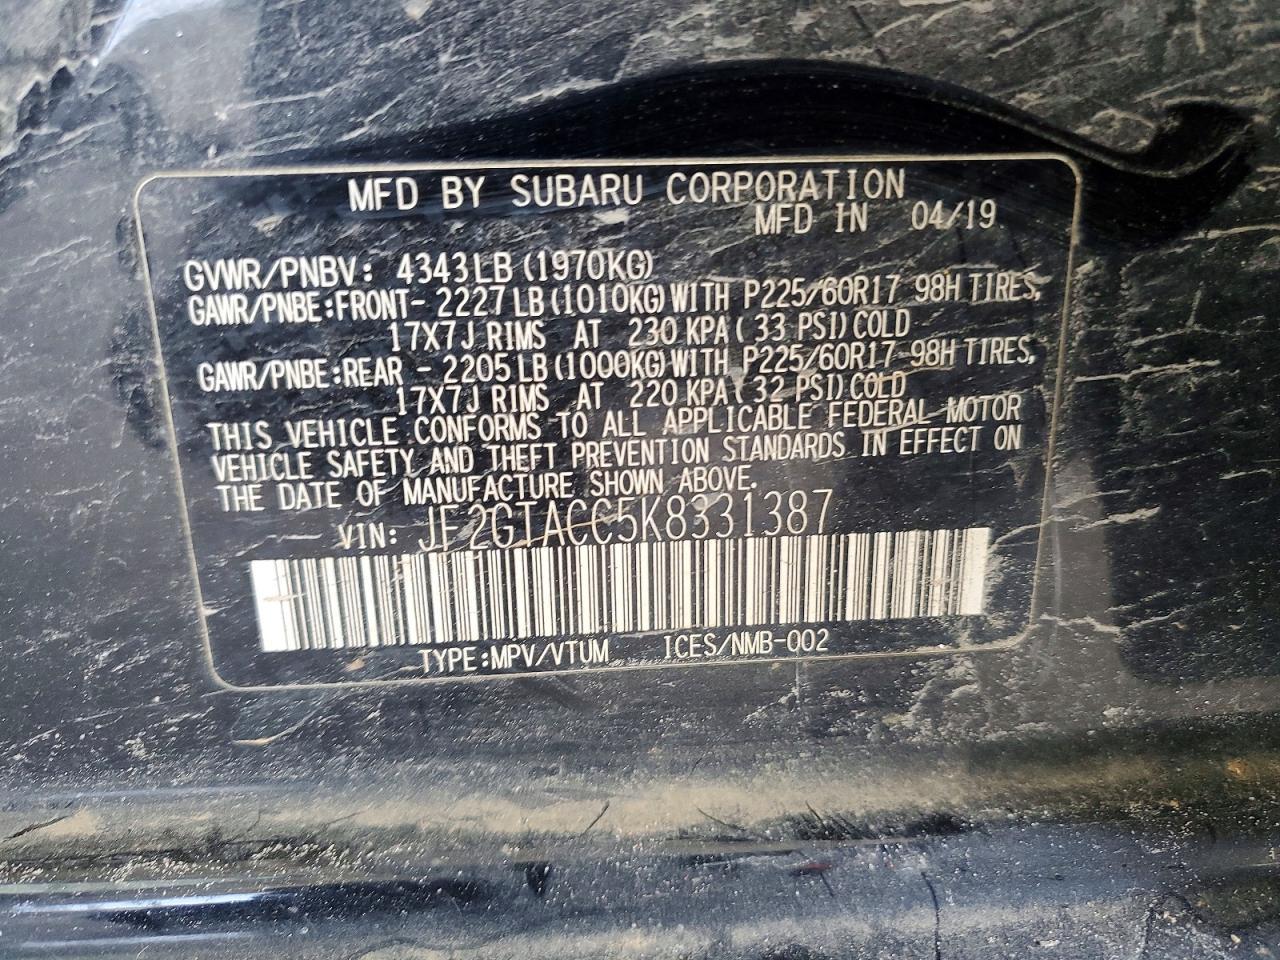 MFD BY SUBARU CORPORATION
MFD IN 04/19
GVWR/PNBV: 4343LB (1970KG)
GAWR/PNBE:FRONT- 2227 LB (1010KG) WITH P225/60R17 98H TIRES,
17X7J RIMS AT 230 KPA ( 33 PSI) COLD
GAWR/PNBE:REAR - 2205 LB (1000KG) WITH P225/60R17 98H TIRES,
17X7J RIMS AT 220 KPA ( 32 PSI) COLD
THIS VEHICLE CONFORMS TO ALL APPLICABLE FEDERAL MOTOR
VEHICLE SAFETY AND THEFT PREVENTION STANDARDS IN EFFECT ON
THE DATE OF MANUFACTURE SHOWN ABOVE.
VIN: JF2GTACC5K8331387
TYPE:MPV/VTUM ICES/NMB-002